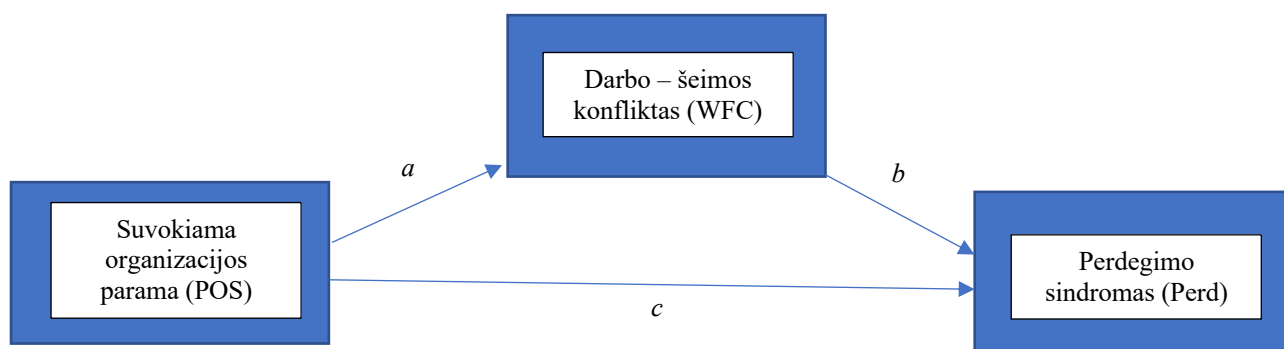 Darbo – šeimos
konfliktas (WFC)
a
b
Suvokiama
organizacijos
parama (POS)
Perdegimo
sindromas (Perd)
c